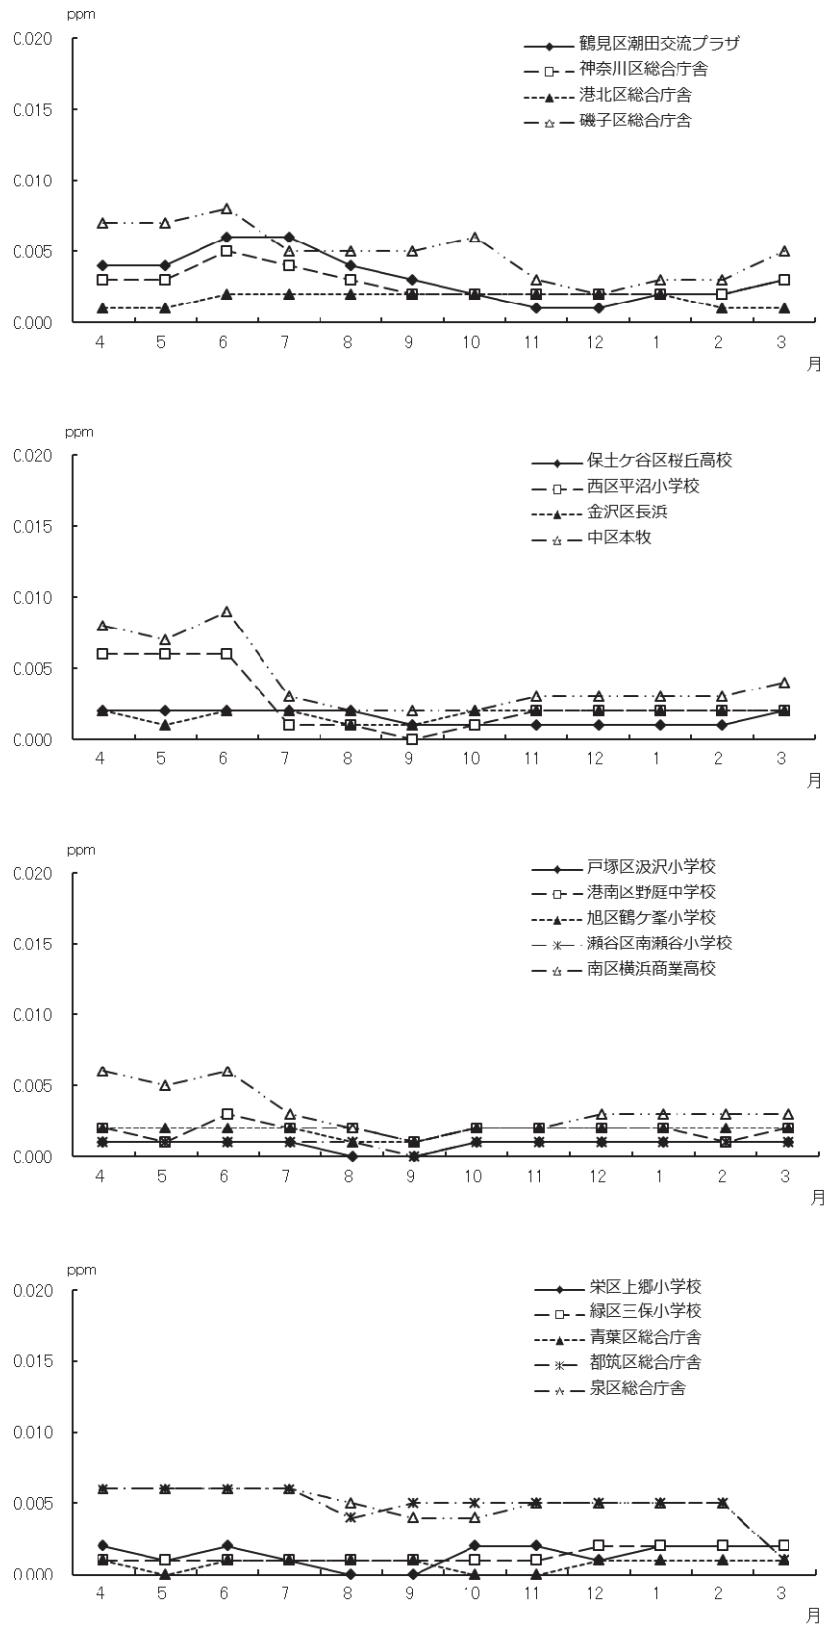 ppm
0.020
0.015
0.010
0.005
0.000
鶴見区潮田交流プラザ
神奈川区総合庁舎
港北区総合庁舎
磯子区総合庁舎
4 5 6 7 8 9 10 11 12 1 2 3
月
ppm
0.020
0.015
0.010
0.005
0.000
保土ケ谷区桜丘高校
西区平沼小学校
金沢区長浜
中区本牧
4 5 6 7 8 9 10 11 12 1 2 3
月
ppm
0.020
0.015
0.010
0.005
0.000
戸塚区汲沢小学校
港南区野庭中学校
旭区鶴ケ峯小学校
瀬谷区南瀬谷小学校
南区横浜商業高校
4 5 6 7 8 9 10 11 12 1 2 3
月
ppm
0.020
0.015
0.010
0.005
0.000
栄区上郷小学校
緑区三保小学校
青葉区総合庁舎
都筑区総合庁舎
泉区総合庁舎
4 5 6 7 8 9 10 11 12 1 2 3
月